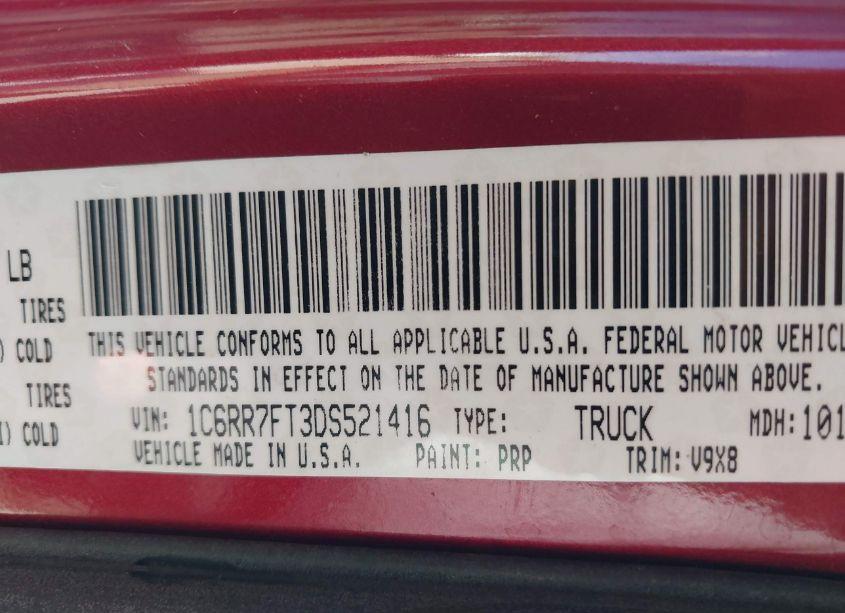 LB
TIRES
) COLD
TIRES
I) COLD
THIS VEHICLE CONFORMS TO ALL APPLICABLE U.S.A. FEDERAL MOTOR VEHICL
STANDARDS IN EFFECT ON THE DATE OF MANUFACTURE SHOWN ABOVE.
VIN: 1C6RR7FT3DS521416 TYPE: TRUCK MDH:101
VEHICLE MADE IN U.S.A. PAINT: PRP TRIM: V9X8